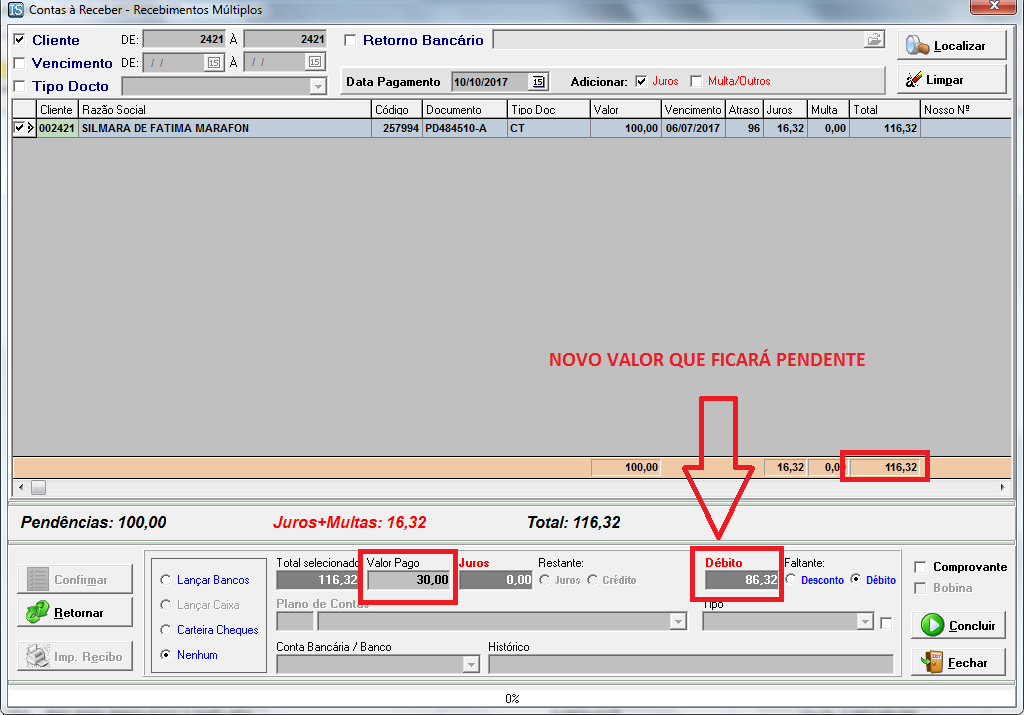 Contas à Receber - Recebimentos Múltiplos
Cliente DE: 2421 À 2421 Retorno Bancário Localizar
Vencimento DE: / / 15 À / / 15
Tipo Docto Data Pagamento 10/10/2017 15 Adicionar: Juros Multa/Outros Limpar
Cliente Razão Social Código Documento Tipo Doc Valor Vencimento Atraso Juros Multa Total Nosso Nº
002421 SILMARA DE FATIMA MARAFON 257994 PD484510-A CT 100,00 06/07/2017 96 16,32 0,00 116,32
NOVO VALOR QUE FICARÁ PENDENTE
100,00 16,32 0,00 116,32
Pendências: 100,00 Juros+Multas: 16,32 Total: 116,32
Total selecionado Valor Pago Juros Restante: Débito Faltante: Comprovante
Confirmar Lançar Bancos 116,32 30,00 0,00 Juros Crédito 86,32 Desconto Débito Bobina
Retornar Lançar Caixa Plano de Contas Tipo
Carteira Cheques Concluir
Imp. Recibo Nenhum Conta Bancária / Banco Histórico Fechar
0%